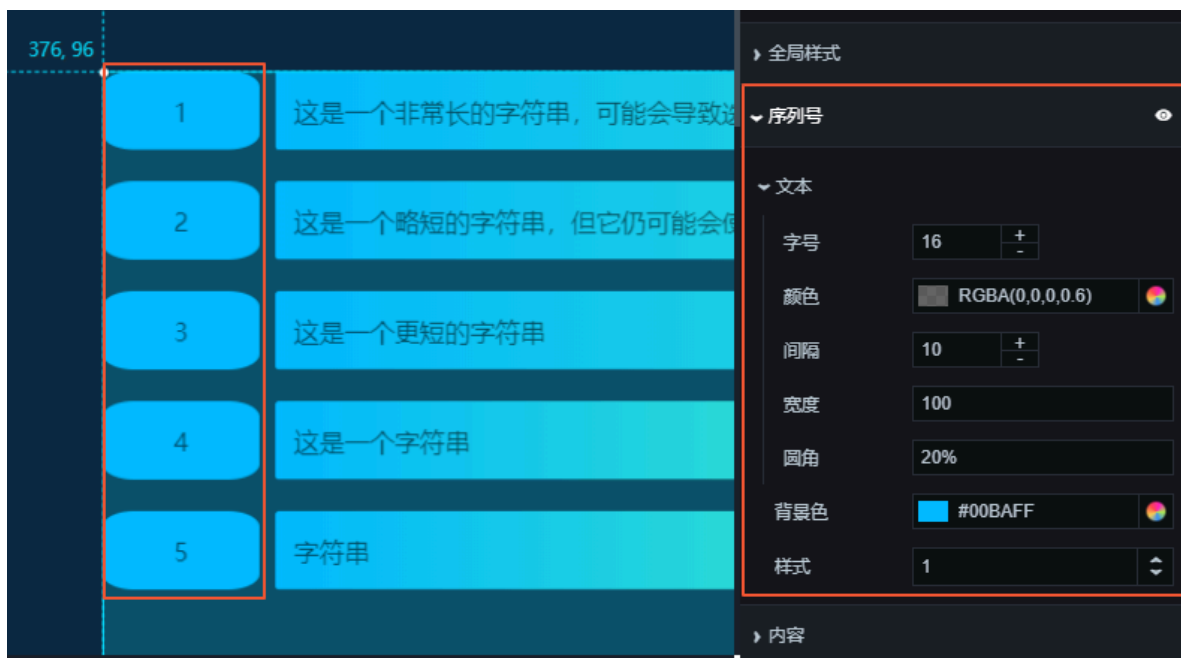 376, 96
1
这是一个非常长的字符串，可能会导致
2
这是一个略短的字符串，但它仍可能会
3
这是一个更短的字符串
4
这是一个字符串
5
字符串
全局样式
序列号
文本
字号
16
+
-
颜色
RGBA(0,0,0,0.6)
间隔
10
+
-
宽度
100
圆角
20%
背景色
#00BAFF
样式
1
内容